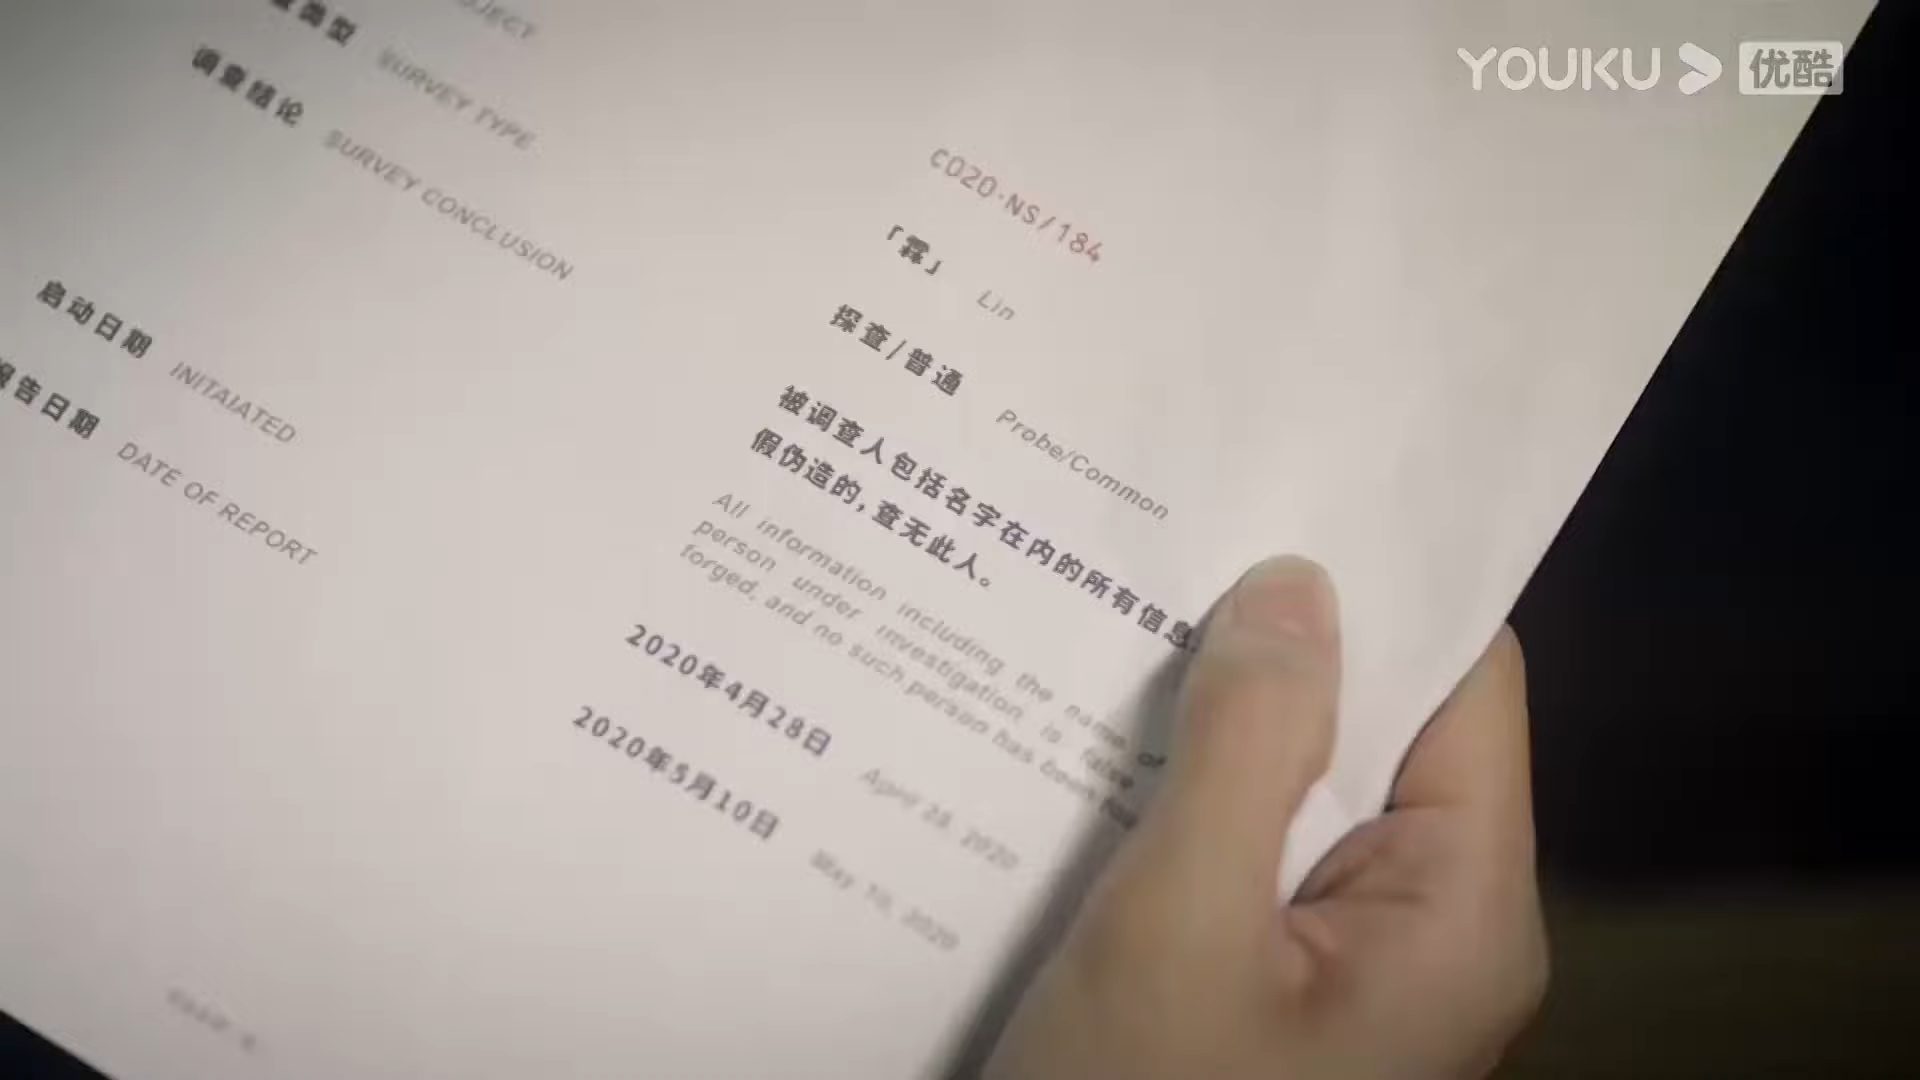 YOUKU 优酷
JECT
类型 SURVEY TYPE
调查结论 SURVEY CONCLUSION
启动日期 INITAIATED
报告日期 DATE OF REPORT
C020·NS/184
「霖」 Lin
探查/普通 Probe/Common
被调查人包括名字在内的所有信息
假伪造的,查无此人。
All information including the name of
person under investigation is false
forged, and no such person has been fou
2020年4月28日 April 28, 2020
2020年5月10日 May 10, 2020